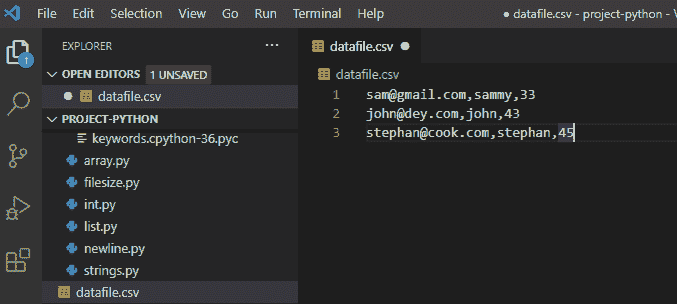 File Edit Selection View Go Run Terminal Help
● datafile.csv - project-python -
EXPLORER ···
datafile.csv ●
OPEN EDITORS 1 UNSAVED
● datafile.csv
datafile.csv
PROJECT-PYTHON
keywords.cpython-36.pyc
array.py
filesize.py
int.py
list.py
newline.py
strings.py
datafile.csv
1 sam@gmail.com,sammy,33
2 john@dey.com,john,43
3 stephan@cook.com,stephan,45